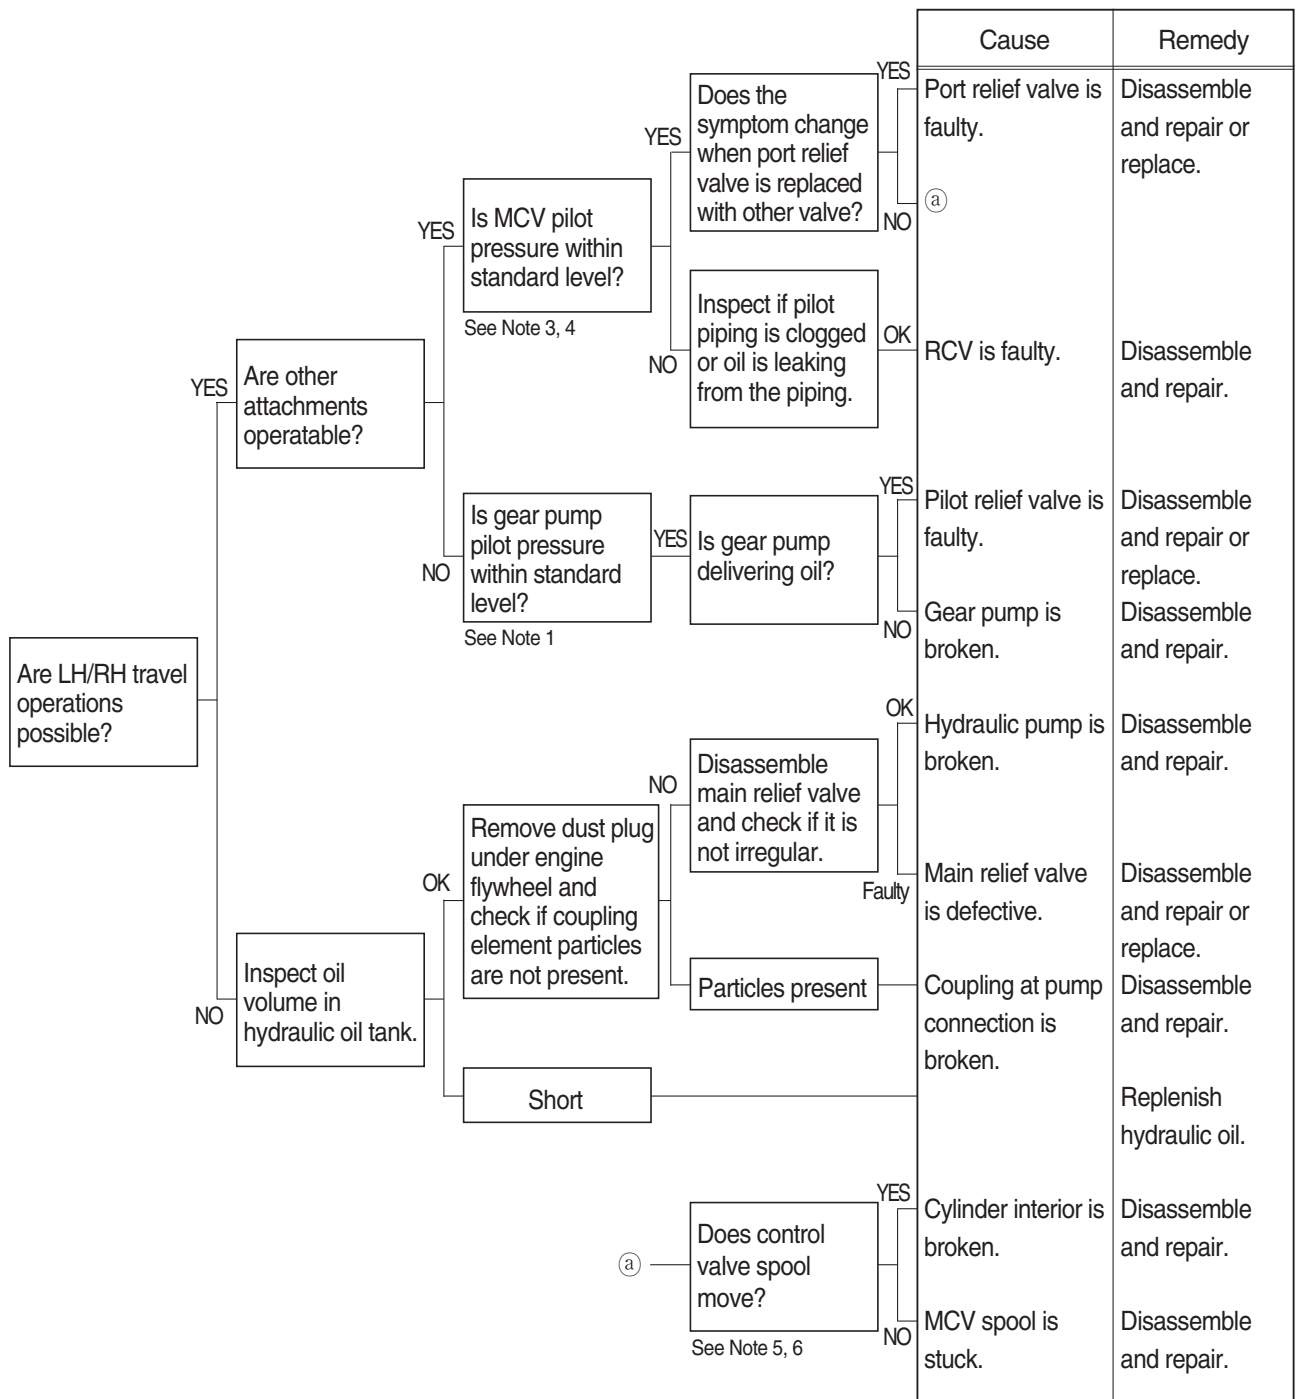 Cause
Remedy
YES
Does the
symptom change
when port relief
valve is replaced
with other valve?
Port relief valve is
faulty.
Disassemble
and repair or
replace.
YES
NO
ⓐ
YES
Is MCV pilot
pressure within
standard level?
See Note 3, 4
NO
Inspect if pilot
piping is clogged
or oil is leaking
from the piping.
OK
RCV is faulty.
Disassemble
and repair.
YES
Are other
attachments
operatable?
NO
Is gear pump
pilot pressure
within standard
level?
See Note 1
YES
Is gear pump
delivering oil?
YES
Pilot relief valve is
faulty.
Disassemble
and repair or
replace.
NO
Gear pump is
broken.
Disassemble
and repair.
Are LH/RH travel
operations
possible?
NO
Inspect oil
volume in
hydraulic oil tank.
OK
Remove dust plug
under engine
flywheel and
check if coupling
element particles
are not present.
NO
Disassemble
main relief valve
and check if it is
not irregular.
OK
Hydraulic pump is
broken.
Disassemble
and repair.
Faulty
Main relief valve
is defective.
Disassemble
and repair or
replace.
Particles present
Coupling at pump
connection is
broken.
Disassemble
and repair.
Short
Replenish
hydraulic oil.
ⓐ
Does control
valve spool
move?
See Note 5, 6
YES
Cylinder interior is
broken.
Disassemble
and repair.
NO
MCV spool is
stuck.
Disassemble
and repair.